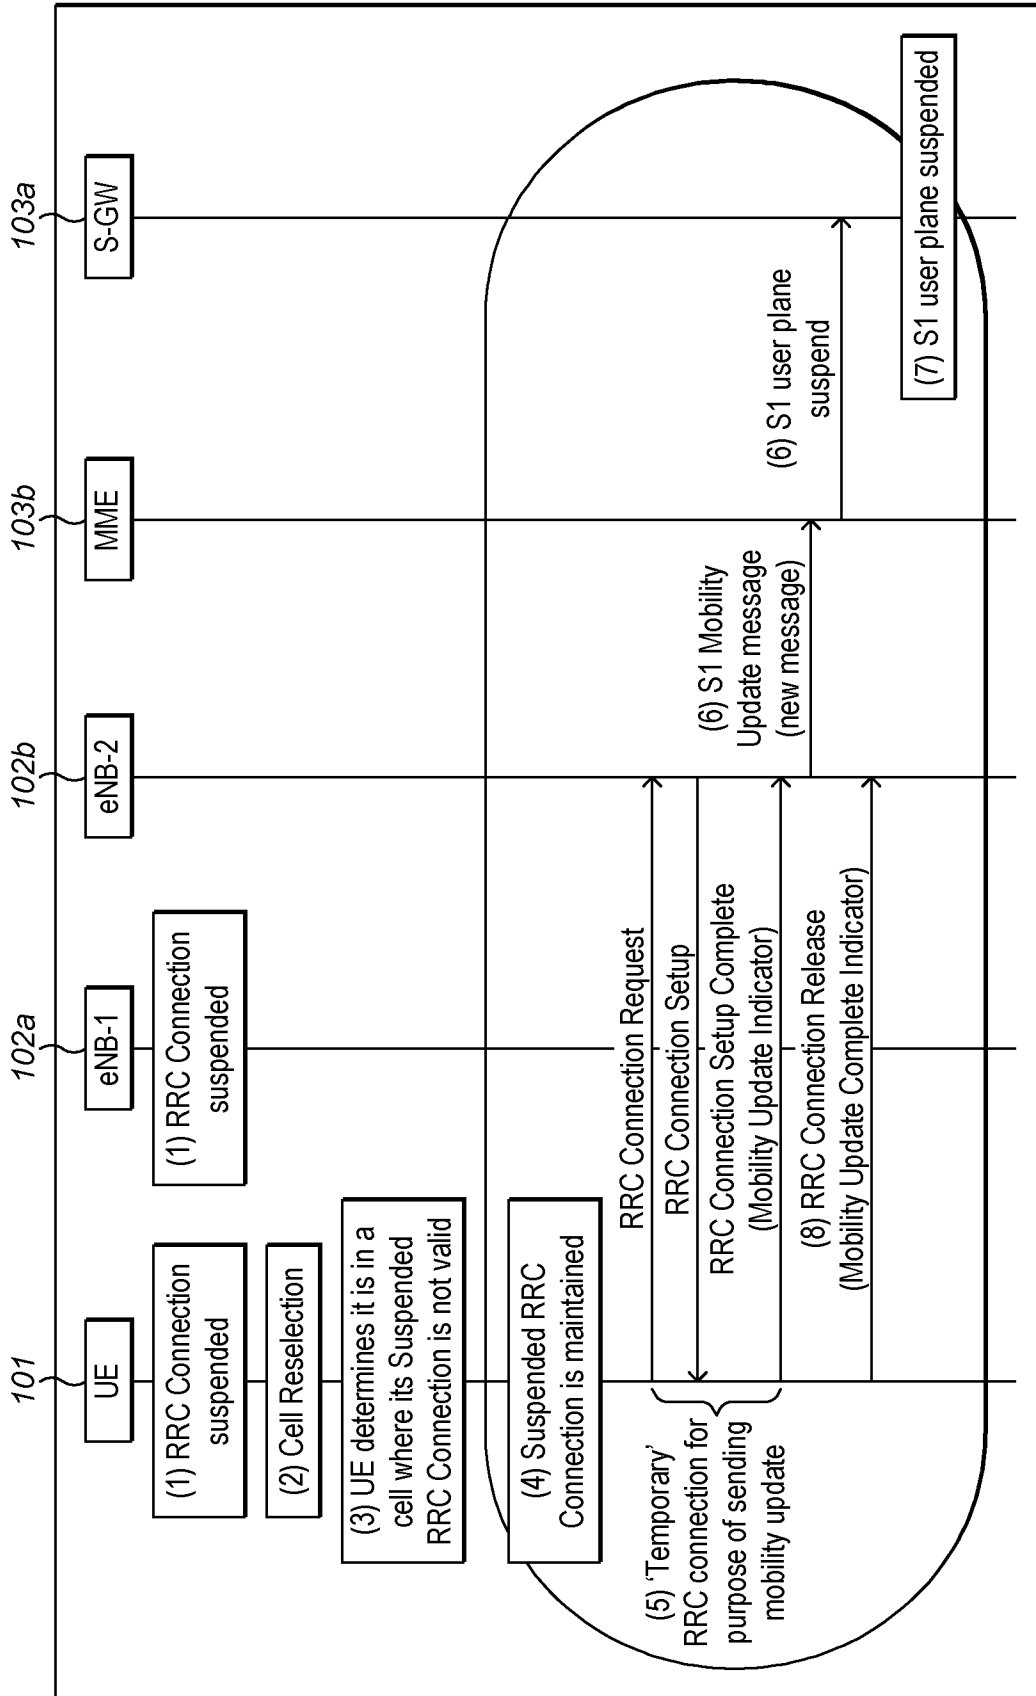 101
102a
102b
103b
103a
UE
eNB-1
eNB-2
MME
S-GW
(1) RRC Connection
suspended
(1) RRC Connection
suspended
(2) Cell Reselection
(3) UE determines it is in a
cell where its Suspended
RRC Connection is not valid
(4) Suspended RRC
Connection is maintained
(5) ‘Temporary’
RRC connection for
purpose of sending
mobility update
RRC Connection Request
RRC Connection Setup
RRC Connection Setup Complete
(Mobility Update Indicator)
(6) S1 Mobility
Update message
(new message)
(6) S1 user plane
suspend
(8) RRC Connection Release
(Mobility Update Complete Indicator)
(7) S1 user plane suspended